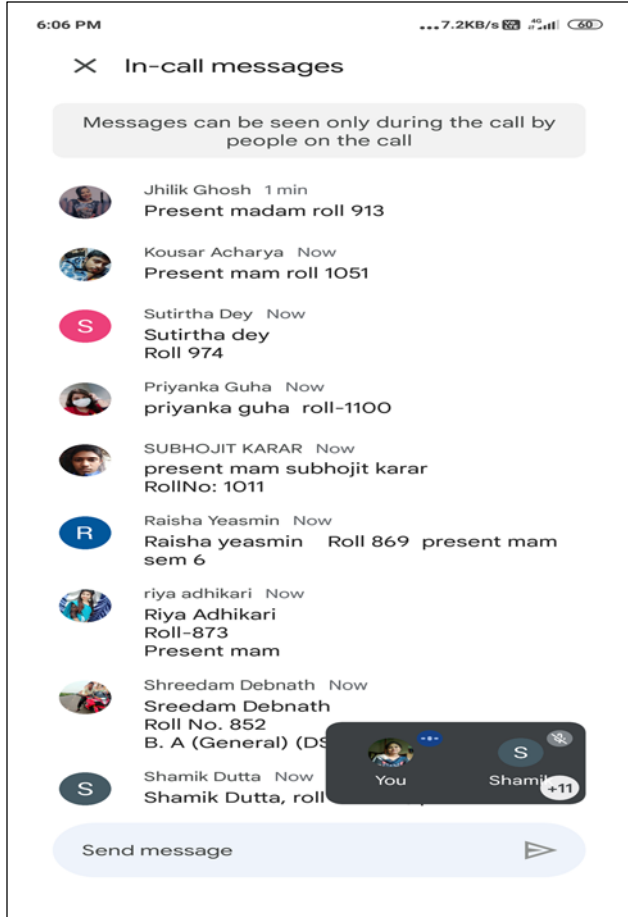 6:06 PM
...7.2KB/s 4G 60
In-call messages
Messages can be seen only during the call by
people on the call
Jhilik Ghosh 1 min
Present madam roll 913
Kousar Acharya Now
Present mam roll 1051
S
Sutirtha Dey Now
Sutirtha dey
Roll 974
Priyanka Guha Now
priyanka guha roll-1100
SUBHOJIT KARAR Now
present mam subhojit karar
RollNo: 1011
R
Raisha Yeasmin Now
Raisha yeasmin Roll 869 present mam
sem 6
riya adhikari Now
Riya Adhikari
Roll-873
Present mam
Shreedam Debnath Now
Sreedam Debnath
Roll No. 852
B. A (General) (DS
S
Shamik Dutta Now
Shamik Dutta, roll
S
You
Shami
+11
Send message